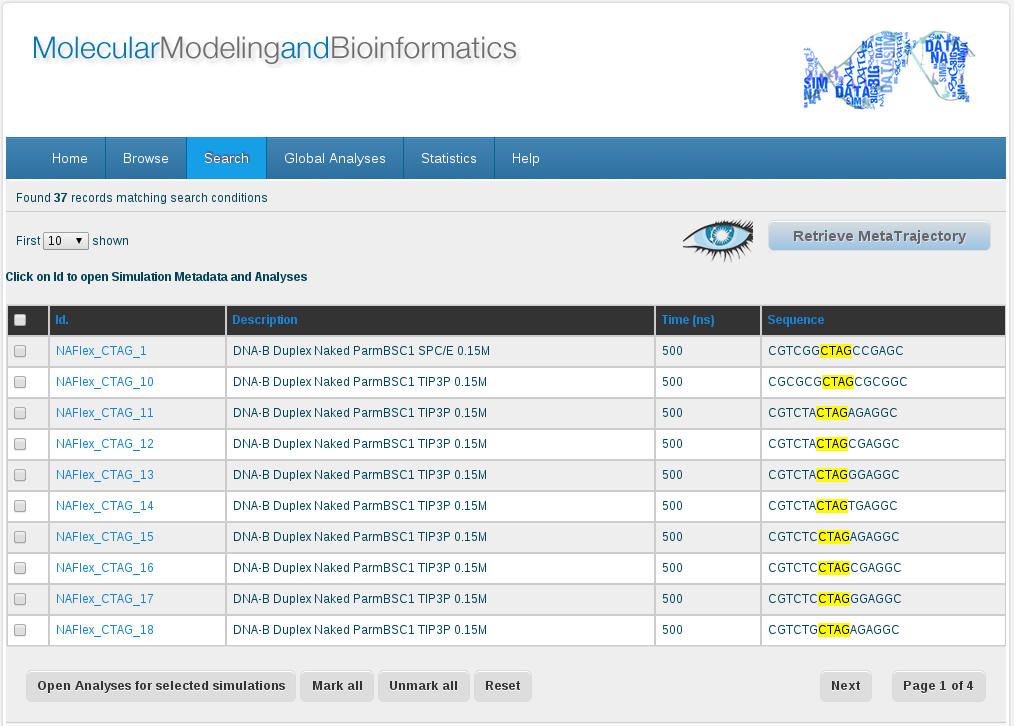 MolecularModelingandBioinformatics
Home Browse Search Global Analyses Statistics Help
Found 37 records matching search conditions
First 10 shown
Retrieve MetaTrajectory
Click on Id to open Simulation Metadata and Analyses
Id. Description Time (ns) Sequence
NAFlex_CTAG_1 DNA-B Duplex Naked ParmBSC1 SPC/E 0.15M 500 CGTCGGCTAGCCGAGC
NAFlex_CTAG_10 DNA-B Duplex Naked ParmBSC1 TIP3P 0.15M 500 CGCGCGCTAGCGCGGC
NAFlex_CTAG_11 DNA-B Duplex Naked ParmBSC1 TIP3P 0.15M 500 CGTCTACTAGAGAGGC
NAFlex_CTAG_12 DNA-B Duplex Naked ParmBSC1 TIP3P 0.15M 500 CGTCTACTAGCGAGGC
NAFlex_CTAG_13 DNA-B Duplex Naked ParmBSC1 TIP3P 0.15M 500 CGTCTACTAGGGAGGC
NAFlex_CTAG_14 DNA-B Duplex Naked ParmBSC1 TIP3P 0.15M 500 CGTCTACTAGTGAGGC
NAFlex_CTAG_15 DNA-B Duplex Naked ParmBSC1 TIP3P 0.15M 500 CGTCTCCTAGAGAGGC
NAFlex_CTAG_16 DNA-B Duplex Naked ParmBSC1 TIP3P 0.15M 500 CGTCTCCTAGCGAGGC
NAFlex_CTAG_17 DNA-B Duplex Naked ParmBSC1 TIP3P 0.15M 500 CGTCTCCTAGGGAGGC
NAFlex_CTAG_18 DNA-B Duplex Naked ParmBSC1 TIP3P 0.15M 500 CGTCTGCTAGAGAGGC
Open Analyses for selected simulations Mark all Unmark all Reset Next Page 1 of 4